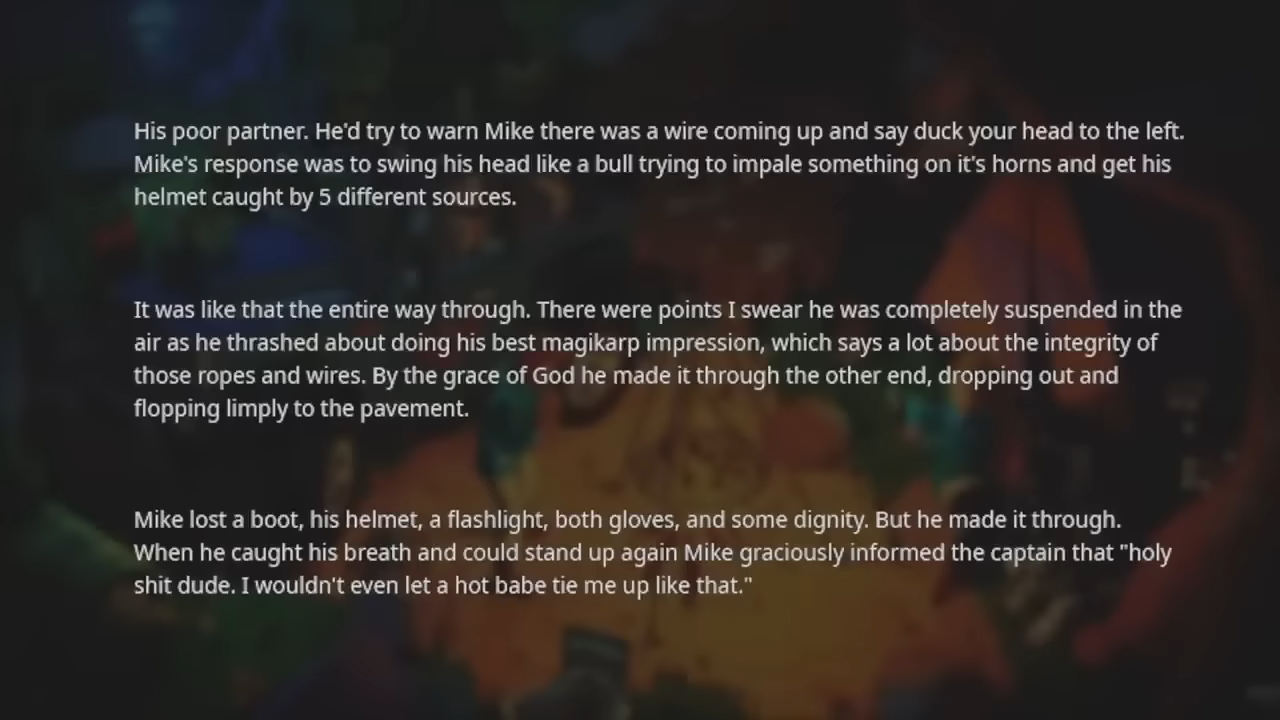 His poor partner. He'd try to warn Mike there was a wire coming up and say duck your head to the left.
Mike's response was to swing his head like a bull trying to impale something on it's horns and get his
helmet caught by 5 different sources.
It was like that the entire way through. There were points I swear he was completely suspended in the
air as he thrashed about doing his best magikarp impression, which says a lot about the integrity of
those ropes and wires. By the grace of God he made it through the other end, dropping out and
flopping limply to the pavement.
Mike lost a boot, his helmet, a flashlight, both gloves, and some dignity. But he made it through.
When he caught his breath and could stand up again Mike graciously informed the captain that "holy
shit dude. I wouldn't even let a hot babe tie me up like that."